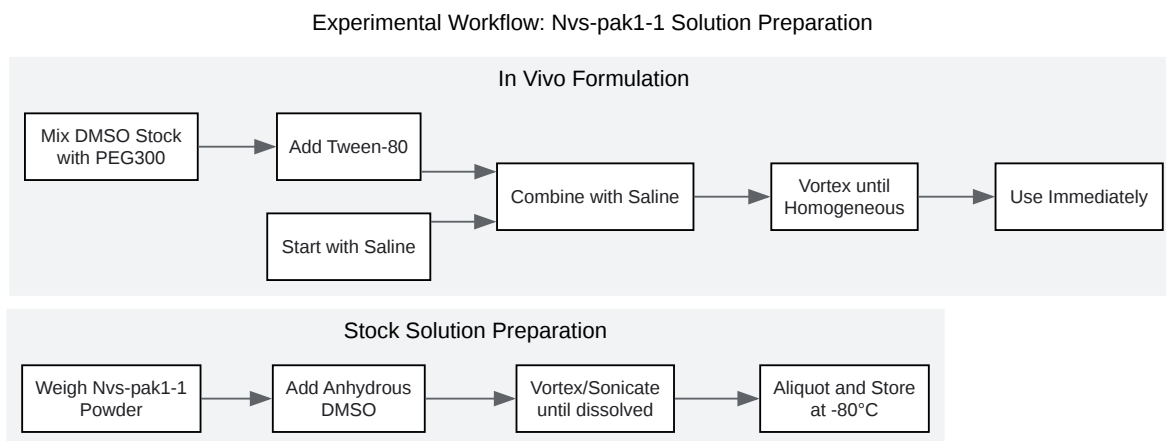 Experimental Workflow: Nvs-pak1-1 Solution Preparation
In Vivo Formulation
Mix DMSO Stock
with PEG300
Add Tween-80
Start with Saline
Combine with Saline
Vortex until
Homogeneous
Use Immediately
Stock Solution Preparation
Weigh Nvs-pak1-1
Powder
Add Anhydrous
DMSO
Vortex/Sonicate
until dissolved
Aliquot and Store
at -80°C